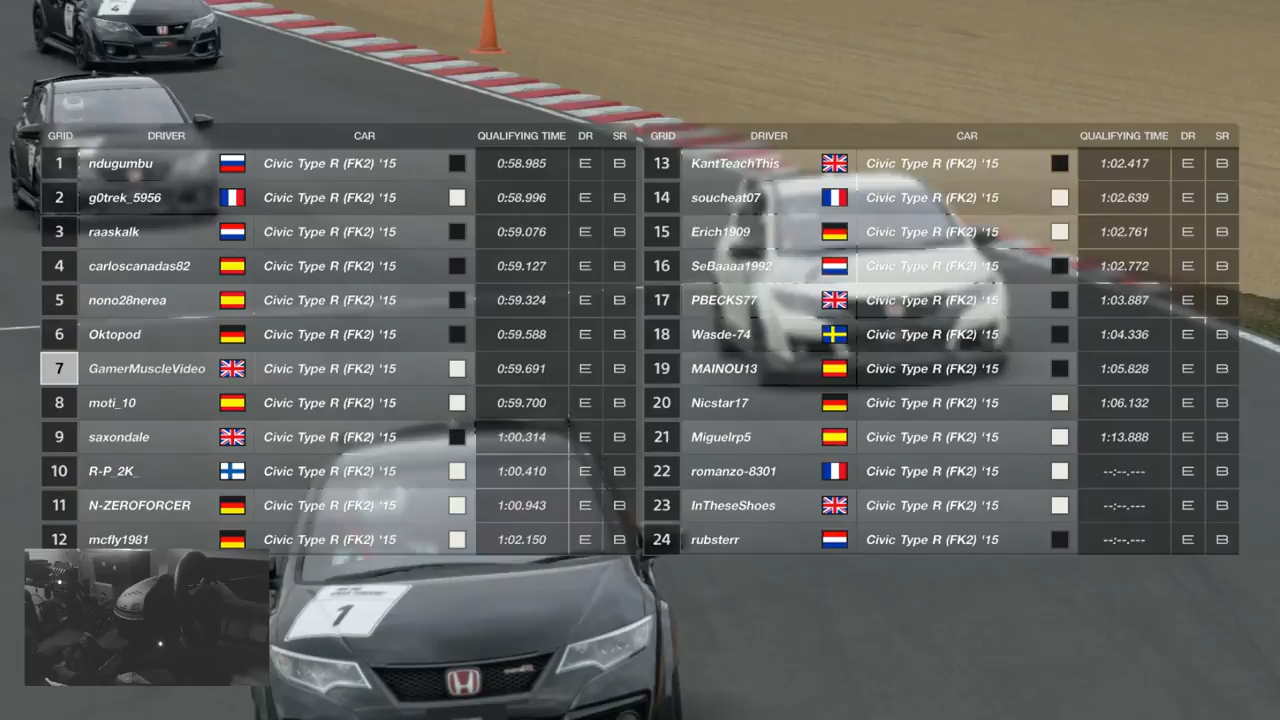 4
GRID DRIVER CAR QUALIFYING TIME DR SR
1 ndugumbu Civic Type R (FK2) '15 0:58.985 E B
2 g0trek_5956 Civic Type R (FK2) '15 0:58.996 E B
3 raaskalk Civic Type R (FK2) '15 0:59.076 E B
4 carloscanadas82 Civic Type R (FK2) '15 0:59.127 E B
5 nono28nerea Civic Type R (FK2) '15 0:59.324 E B
6 Oktopod Civic Type R (FK2) '15 0:59.588 E B
7 GamerMuscleVideo Civic Type R (FK2) '15 0:59.691 E B
8 moti_10 Civic Type R (FK2) '15 0:59.700 E B
9 saxondale Civic Type R (FK2) '15 1:00.314 E B
10 R-P_2K_ Civic Type R (FK2) '15 1:00.410 E B
11 N-ZEROFORCER Civic Type R (FK2) '15 1:00.943 E B
12 mcfly1981 Civic Type R (FK2) '15 1:02.150 E B
GRID DRIVER CAR QUALIFYING TIME DR SR
13 KantTeachThis Civic Type R (FK2) '15 1:02.417 E B
14 soucheat07 Civic Type R (FK2) '15 1:02.639 E B
15 Erich1909 Civic Type R (FK2) '15 1:02.761 E B
16 SeBaaaa1992 Civic Type R (FK2) '15 1:02.772 E B
17 PBECKS77 Civic Type R (FK2) '15 1:03.887 E B
18 Wasde-74 Civic Type R (FK2) '15 1:04.336 E B
19 MAINOU13 Civic Type R (FK2) '15 1:05.828 E B
20 Nicstar17 Civic Type R (FK2) '15 1:06.132 E B
21 Miguelrp5 Civic Type R (FK2) '15 1:13.888 E B
22 romanzo-8301 Civic Type R (FK2) '15 --:--.--- E B
23 InTheseShoes Civic Type R (FK2) '15 --:--.--- E B
24 rubsterr Civic Type R (FK2) '15 --:--.--- E B
1